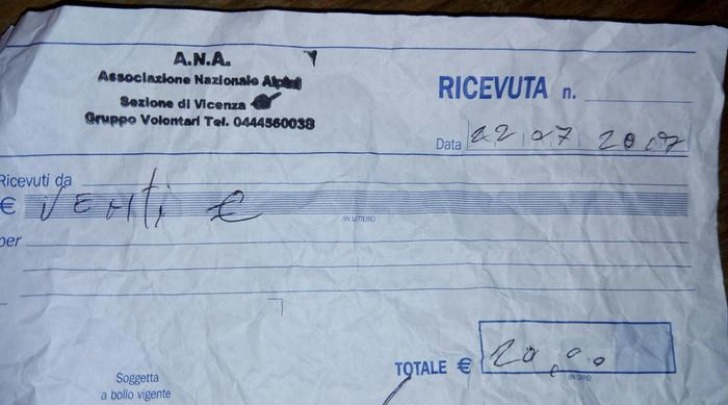 A.N.A.
Associazione Nazionale Alpini
Sezione di Vicenza
Gruppo Volontari Tel. 0444560038
RICEVUTA n.
Data 22 07 2017
Ricevuti da
€ VENTI €
(IN LETTERE)
per
TOTALE € 20,00
(IN CIFRE)
Soggetta
a bollo vigente